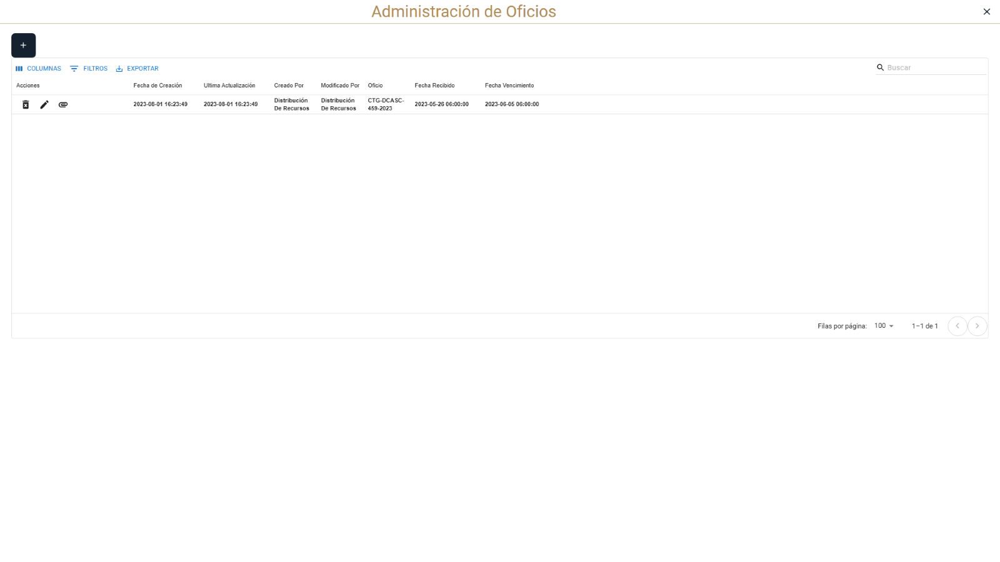 Administración de Oficios
+
COLUMNAS FILTROS EXPORTAR Buscar
Acciones Fecha de Creación Ultima Actualización Creado Por Modificado Por Oficio Fecha Recibido Fecha Vencimiento
2023-08-01 16:23:49 2023-08-01 16:23:49 Distribución De Recursos Distribución De Recursos CTG-DCASC-459-2023 2023-05-26 06:00:00 2023-06-05 06:00:00
Filas por página: 100 1–1 de 1